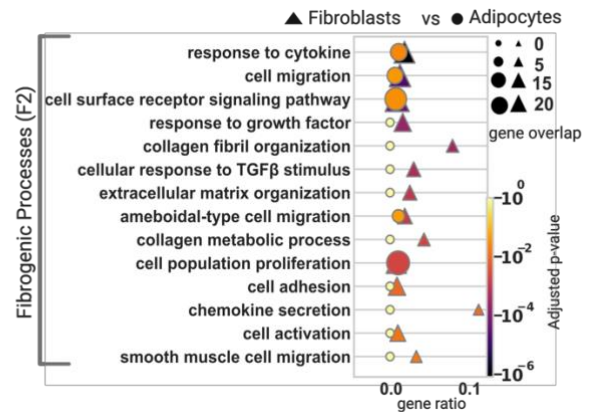 ▲ Fibroblasts vs ● Adipocytes
Fibrogenic Processes (F2)
response to cytokine
cell migration
cell surface receptor signaling pathway
response to growth factor
collagen fibril organization
cellular response to TGFβ stimulus
extracellular matrix organization
ameboidal-type cell migration
collagen metabolic process
cell population proliferation
cell adhesion
chemokine secretion
cell activation
smooth muscle cell migration
0.0 0.1
gene ratio
0
5
15
20
gene overlap
10⁰
10⁻²
10⁻⁴
10⁻⁶
Adjusted p-value